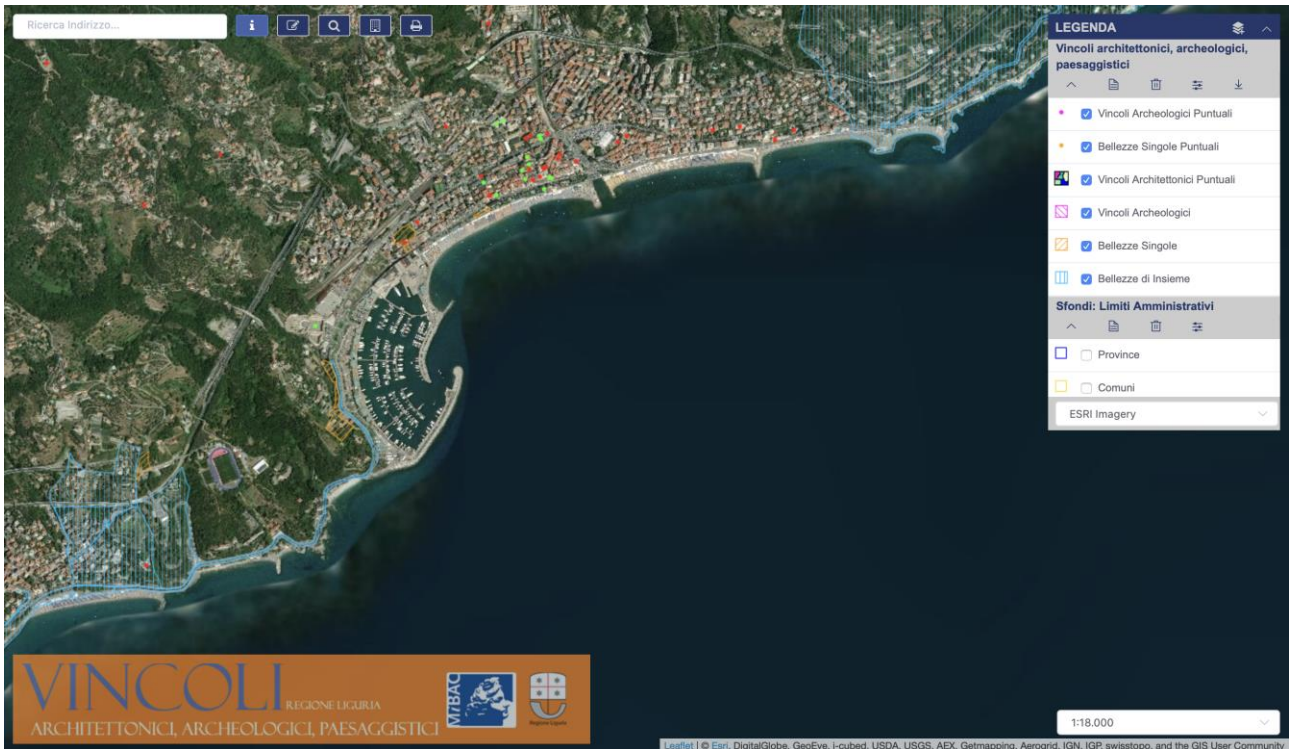 Ricerca Indirizzo...
LEGENDA
Vincoli architettonici, archeologici,
paesaggistici
Vincoli Archeologici Puntuali
Bellezze Singole Puntuali
Vincoli Architettonici Puntuali
Vincoli Archeologici
Bellezze Singole
Bellezze di Insieme
Sfondi: Limiti Amministrativi
Province
Comuni
ESRI Imagery
VINCOLI REGIONE LIGURIA
ARCHITETTONICI, ARCHEOLOGICI, PAESAGGISTICI
MiBAC
Regione Liguria
1:18.000
Leaflet | © Esri, DigitalGlobe, GeoEye, i-cubed, USDA, USGS, AEX, Getmapping, Aerogrid, IGN, IGP, swisstopo, and the GIS User Community